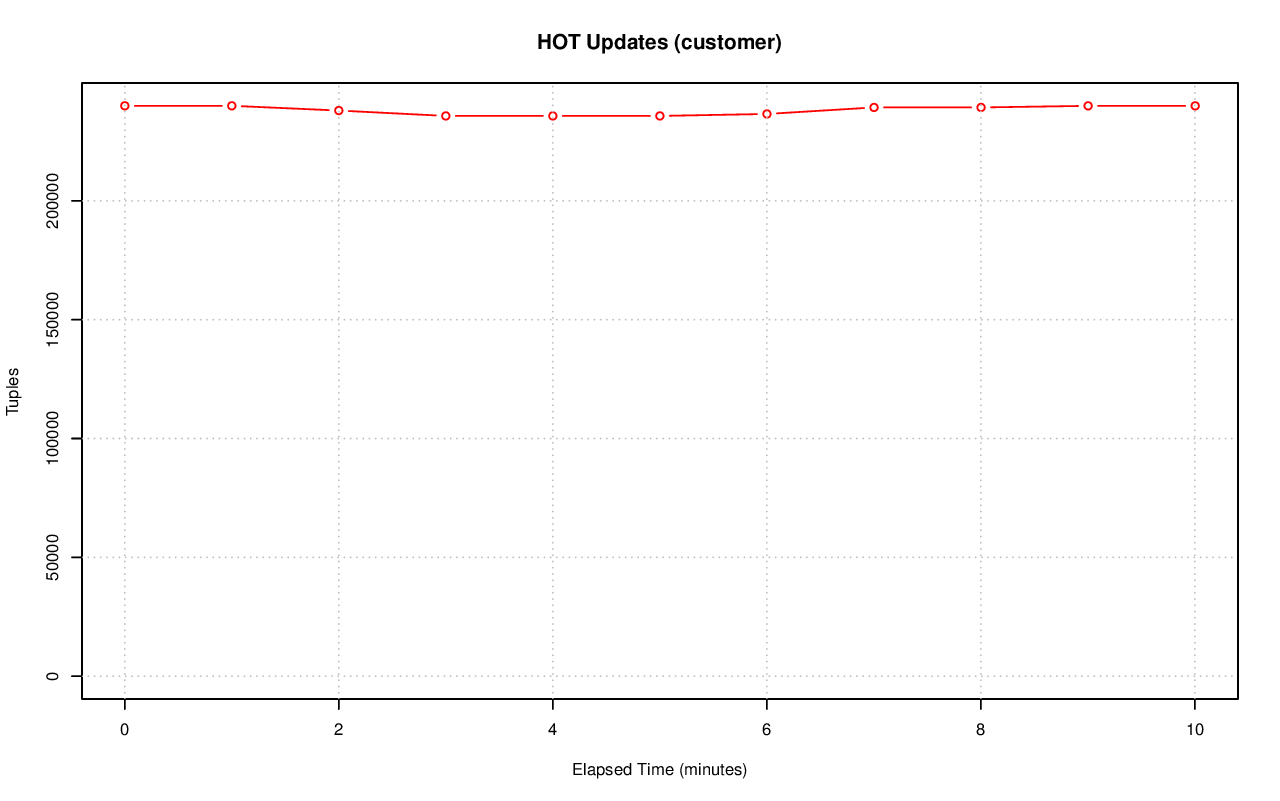 HOT Updates (customer)
Tuples
200000
150000
100000
50000
0
0 2 4 6 8 10
Elapsed Time (minutes)